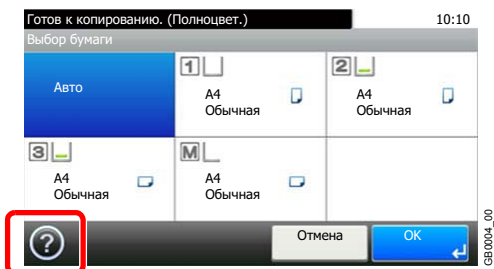 Готов к копированию. (Полноцвет.) 10:10
Выбор бумаги
Авто
1
A4
Обычная
2
A4
Обычная
3
A4
Обычная
M
A4
Обычная
?
Отмена
OK
GB0004_00